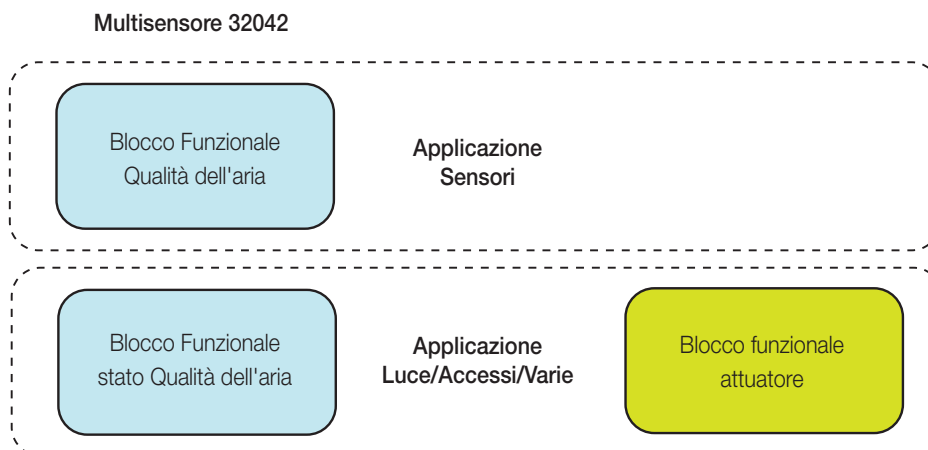 Multisensore 32042
Blocco Funzionale
Qualità dell'aria
Applicazione
Sensori
Blocco Funzionale
stato Qualità dell'aria
Applicazione
Luce/Accessi/Varie
Blocco funzionale
attuatore